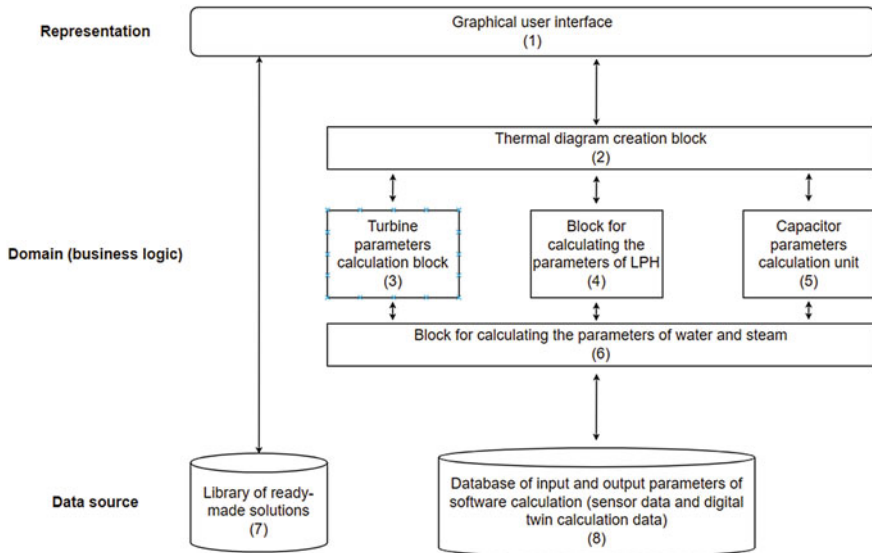 Representation
Graphical user interface
(1)
Thermal diagram creation block
(2)
Domain (business logic)
Turbine
parameters
calculation block
(3)
Block for
calculating the
parameters of LPH
(4)
Capacitor
parameters
calculation unit
(5)
Block for calculating the parameters of water and steam
(6)
Data source
Library of ready-
made solutions
(7)
Database of input and output parameters of
software calculation (sensor data and digital
twin calculation data)
(8)